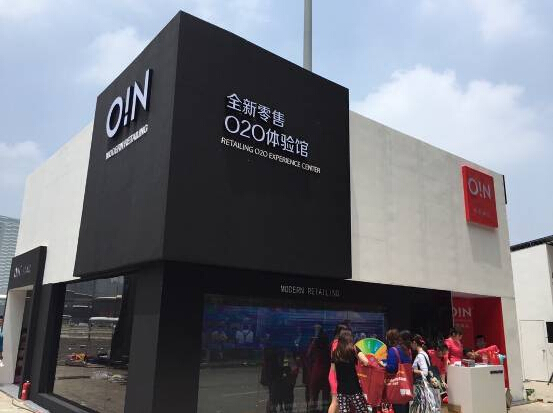 O!N
MODERN RETAILING
全新零售
O2O体验馆
RETAILING O2O EXPERIENCE CENTER
O!N
O!N
MODERN RETAILING
O!N